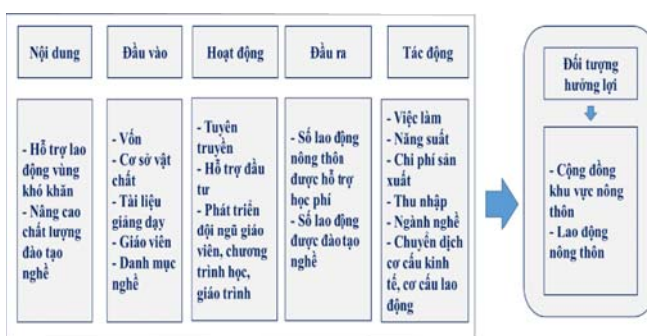 Nội dung
- Hỗ trợ lao
động vùng
khó khăn
- Nâng cao
chất lượng
đào tạo
nghề
Đầu vào
- Vốn
- Cơ sở vật
chất
- Tài liệu
giảng dạy
- Giáo viên
- Danh mục
nghề
Hoạt động
- Tuyên
truyền
- Hỗ trợ đầu
tư
- Phát triển
đội ngũ giáo
viên, chương
trình học,
giáo trình
Đầu ra
- Số lao động
nông thôn
được hỗ trợ
học phí
- Số lao động
được đào tạo
nghề
Tác động
- Việc làm
- Năng suất
- Chi phí sản
xuất
- Thu nhập
- Ngành nghề
- Chuyển dịch
cơ cấu kinh
tế, cơ cấu lao
động
Đối tượng
hưởng lợi
- Cộng đồng
khu vực nông
thôn
- Lao động
nông thôn